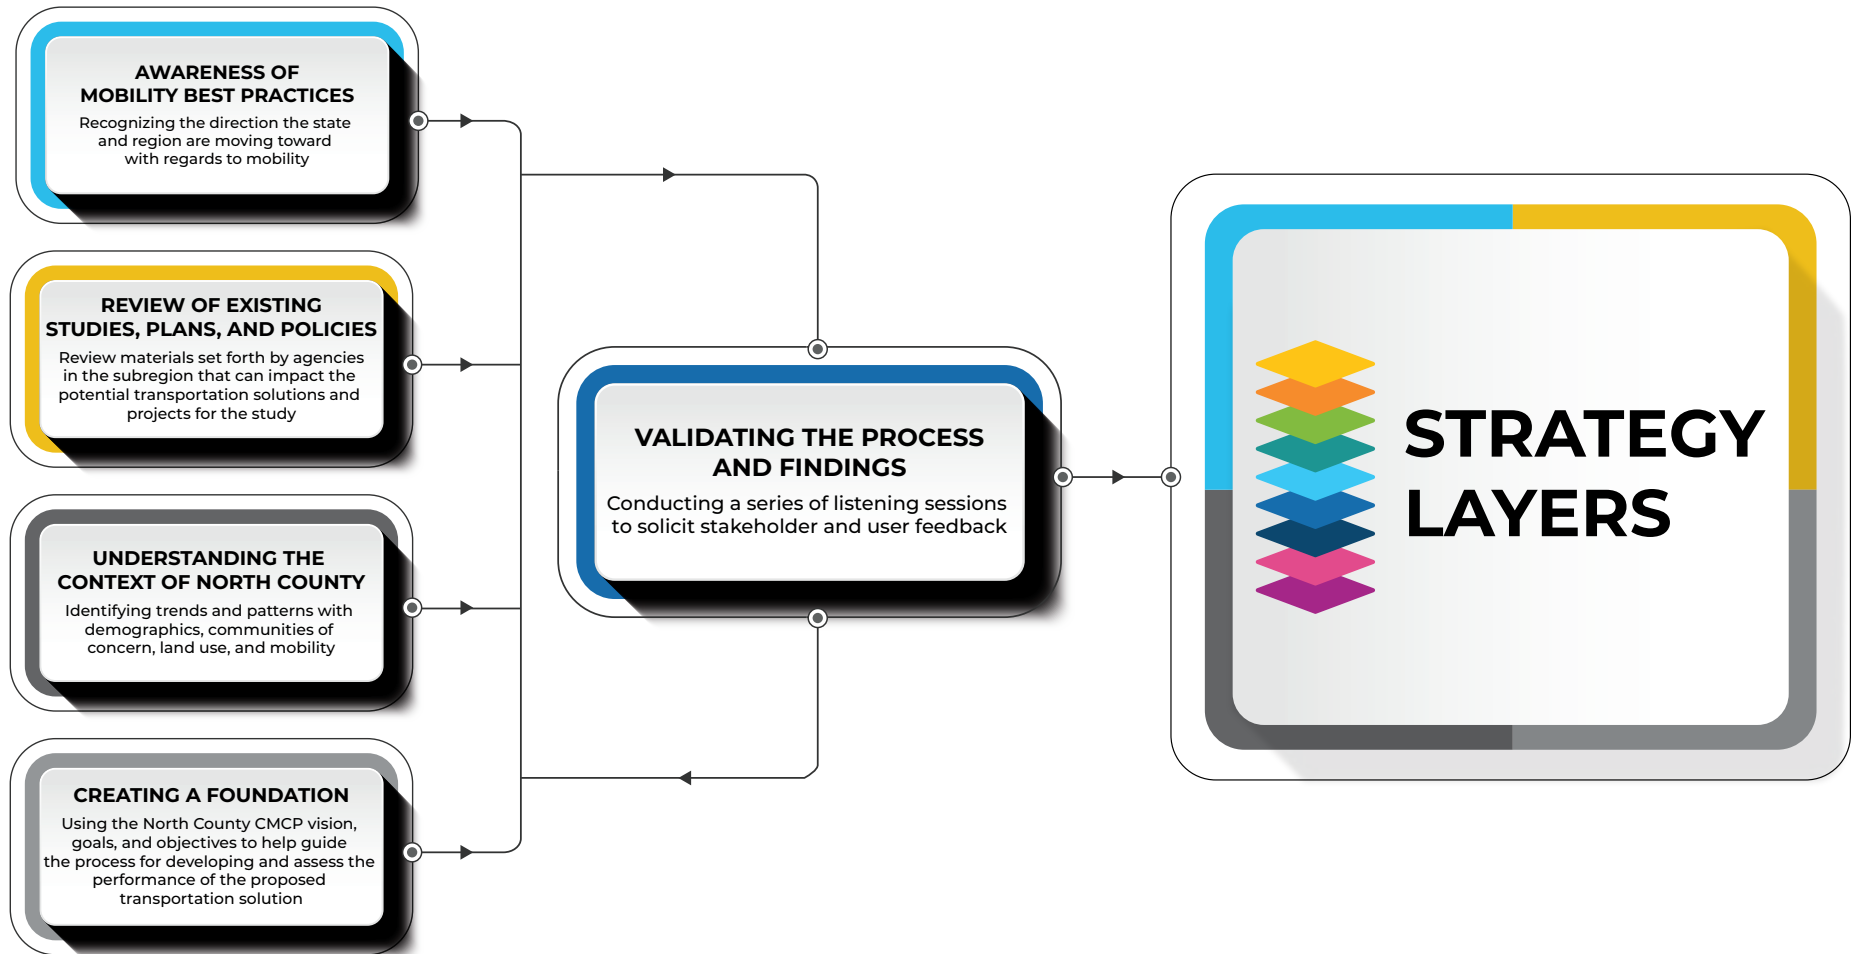 AWARENESS OF
MOBILITY BEST PRACTICES
Recognizing the direction the state
and region are moving toward
with regards to mobility
REVIEW OF EXISTING
STUDIES, PLANS, AND POLICIES
Review materials set forth by agencies
in the subregion that can impact the
potential transportation solutions and
projects for the study
UNDERSTANDING THE
CONTEXT OF NORTH COUNTY
Identifying trends and patterns with
demographics, communities of
concern, land use, and mobility
CREATING A FOUNDATION
Using the North County CMCP vision,
goals, and objectives to help guide
the process for developing and assess the
performance of the proposed
transportation solution
VALIDATING THE PROCESS
AND FINDINGS
Conducting a series of listening sessions
to solicit stakeholder and user feedback
STRATEGY
LAYERS